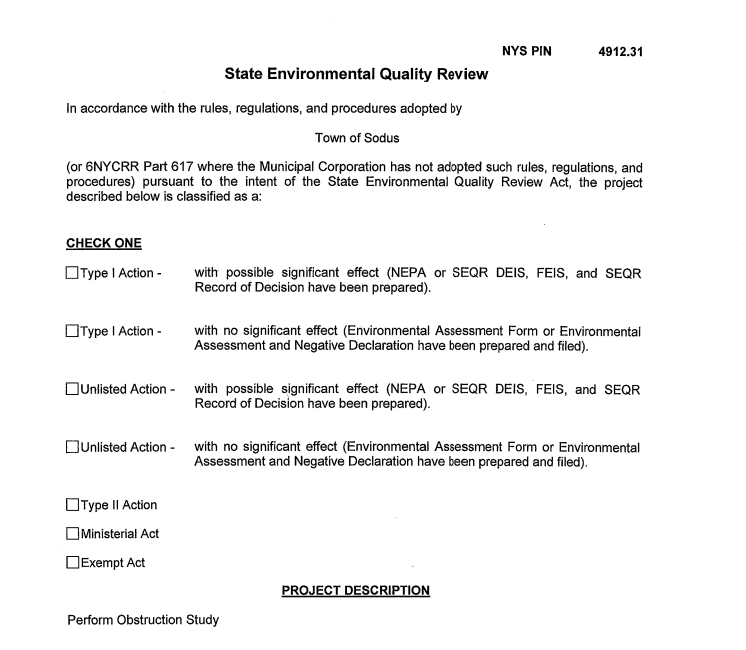 NYS PIN 4912.31
State Environmental Quality Review
In accordance with the rules, regulations, and procedures adopted by
Town of Sodus
(or 6NYCRR Part 617 where the Municipal Corporation has not adopted such rules, regulations, and
procedures) pursuant to the intent of the State Environmental Quality Review Act, the project
described below is classified as a:
CHECK ONE
☐ Type I Action - with possible significant effect (NEPA or SEQR DEIS, FEIS, and SEQR
Record of Decision have been prepared).
☐ Type I Action - with no significant effect (Environmental Assessment Form or Environmental
Assessment and Negative Declaration have been prepared and filed).
☐ Unlisted Action - with possible significant effect (NEPA or SEQR DEIS, FEIS, and SEQR
Record of Decision have been prepared).
☐ Unlisted Action - with no significant effect (Environmental Assessment Form or Environmental
Assessment and Negative Declaration have been prepared and filed).
☐ Type II Action
☐ Ministerial Act
☐ Exempt Act
PROJECT DESCRIPTION
Perform Obstruction Study